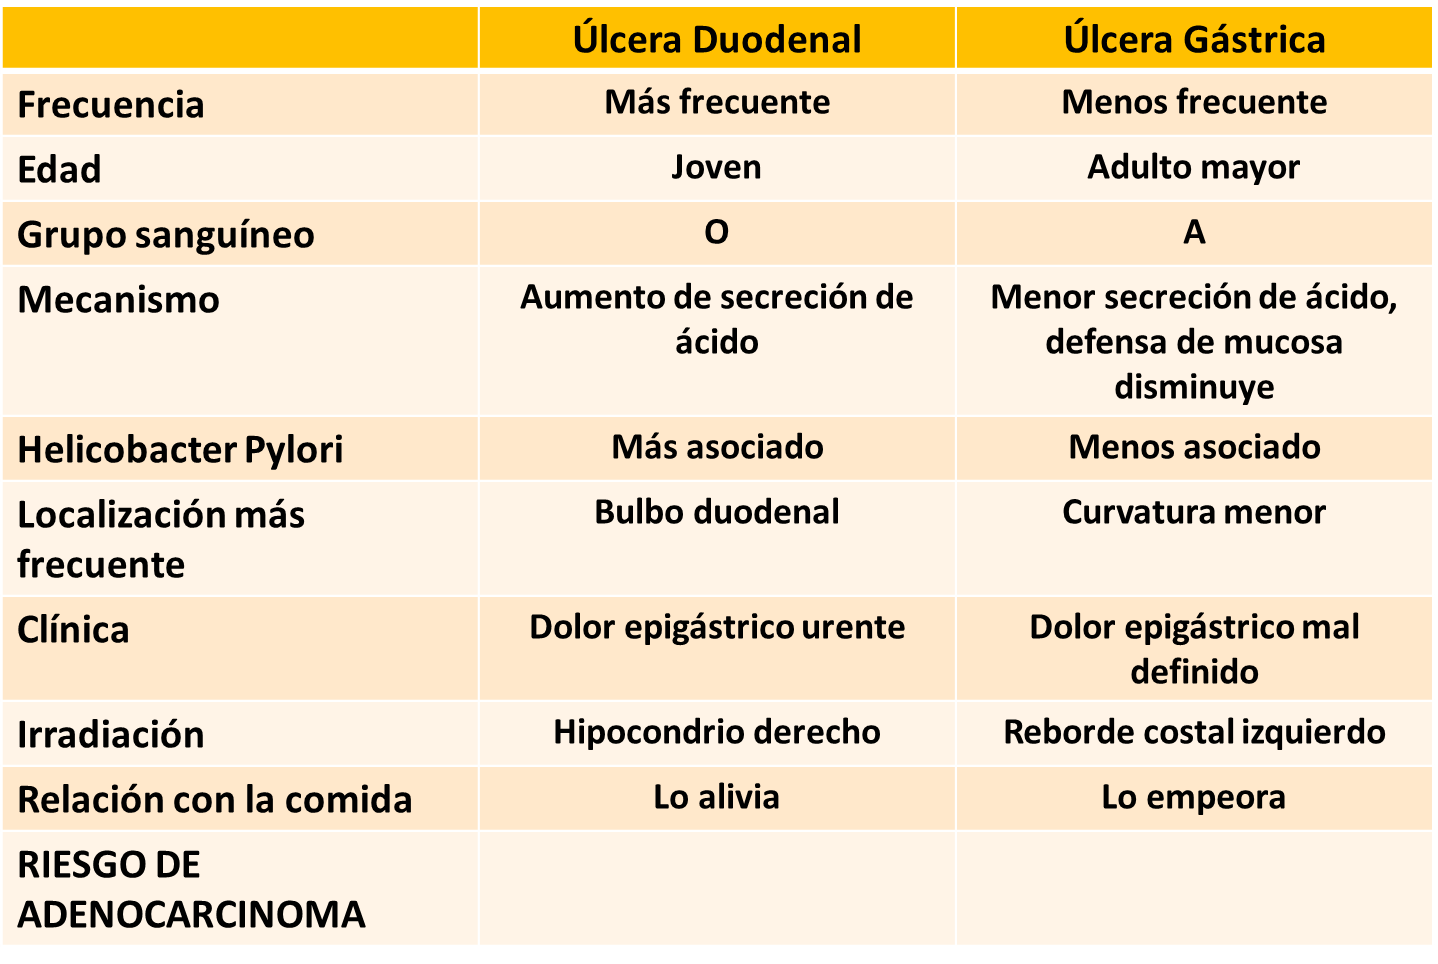 Úlcera Duodenal Úlcera Gástrica
Frecuencia Más frecuente Menos frecuente
Edad Joven Adulto mayor
Grupo sanguíneo O A
Mecanismo Aumento de secreción de Menor secreción de ácido,
ácido defensa de mucosa
disminuye
Helicobacter Pylori Más asociado Menos asociado
Localización más Bulbo duodenal Curvatura menor
frecuente
Clínica Dolor epigástrico urente Dolor epigástrico mal
definido
Irradiación Hipocondrio derecho Reborde costal izquierdo
Relación con la comida Lo alivia Lo empeora
RIESGO DE
ADENOCARCINOMA